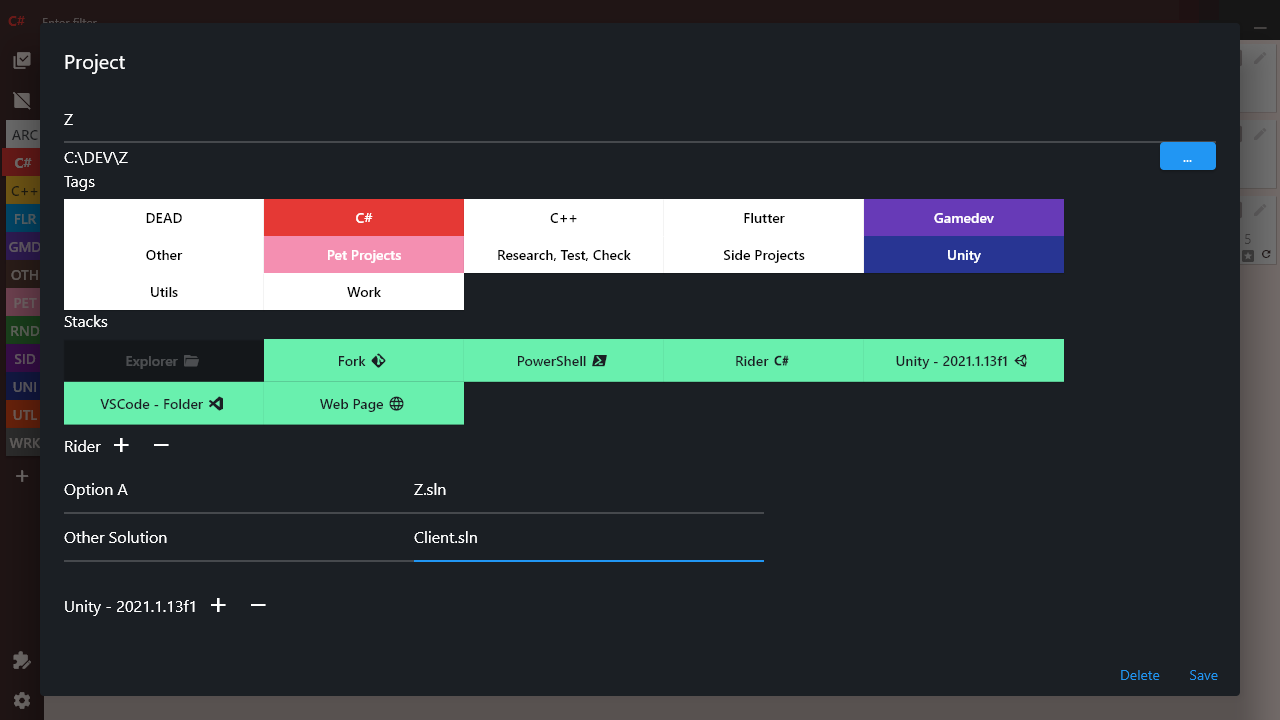 C# Enter filter
Project
Z
C:\DEV\Z
...
Tags
DEAD C# C++ Flutter Gamedev
Other Pet Projects Research, Test, Check Side Projects Unity
Utils Work
Stacks
Explorer Fork PowerShell Rider C# Unity - 2021.1.13f1
VSCode - Folder Web Page
Rider + −
Option A Z.sln
Other Solution Client.sln
Unity - 2021.1.13f1 + −
Delete Save
ARC
C#
C++
FLR
GMD
OTH
PET
RND
SID
UNI
UTL
WRK
+
5